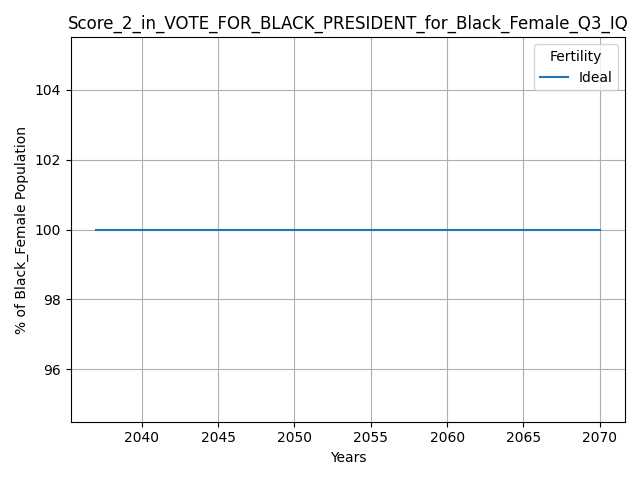 Score_2_in_VOTE_FOR_BLACK_PRESIDENT_for_Black_Female_Q3_IQ
Fertility
Ideal
% of Black_Female Population
104
102
100
98
96
2040
2045
2050
2055
2060
2065
2070
Years